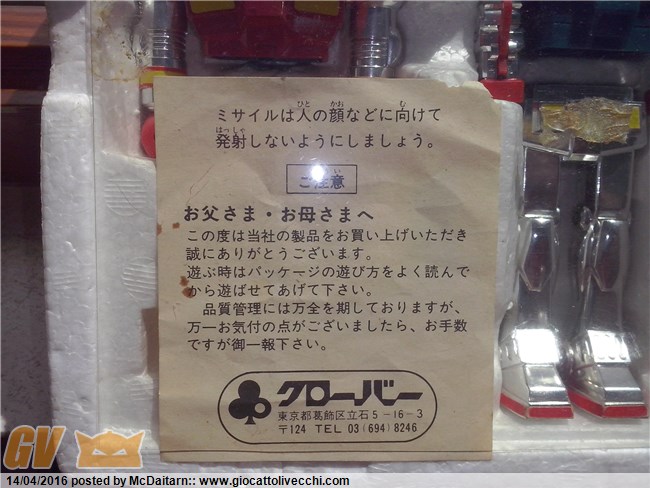 ミサイルは人の顔などに向けて
発射しないようにしましょう。
ご注意
お父さま・お母さまへ
この度は当社の製品をお買い上げいただき
誠にありがとうございます。
遊ぶ時はパッケージの遊び方をよく読んで
から遊ばせてあげて下さい。
品質管理には万全を期しておりますが、
万一お気付の点がございましたら、お手数
ですが御一報下さい。
クローバー
東京都葛飾区立石5-16-3
〒124 TEL 03(694)8246
GV
14/04/2016 posted by McDaitarn:: www.giocattolivecchi.com